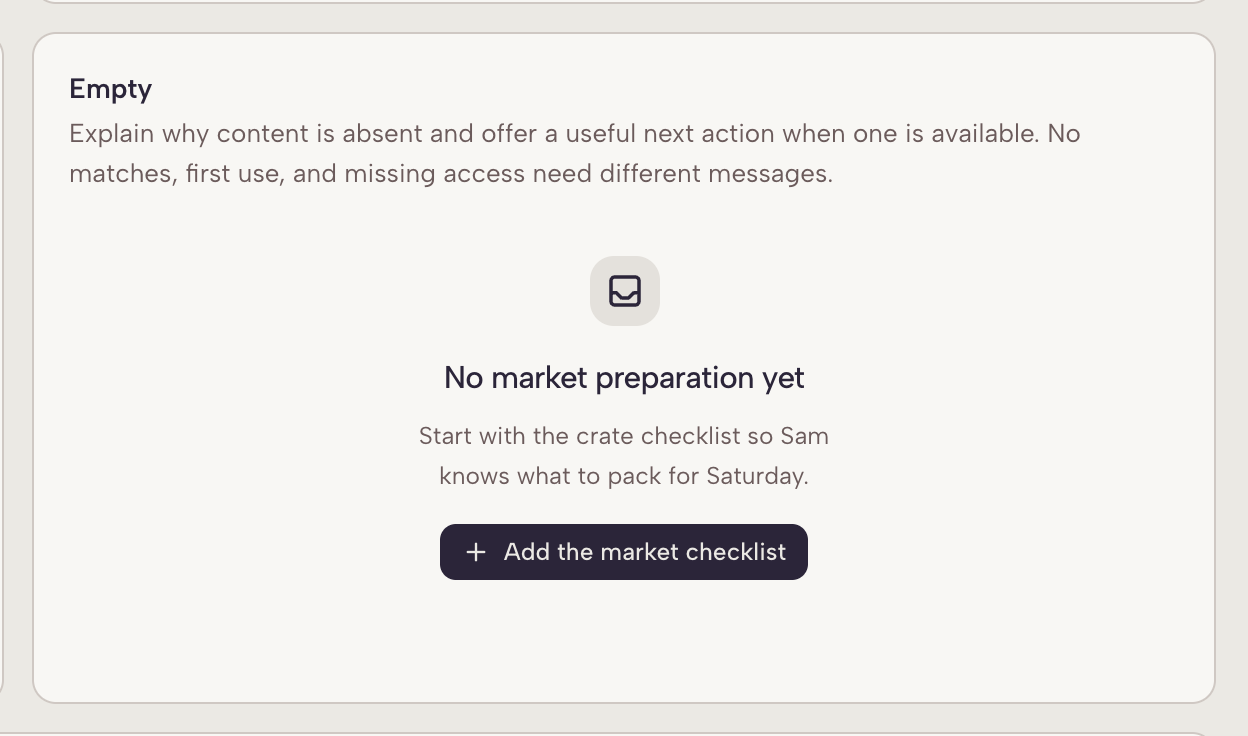 Empty
Explain why content is absent and offer a useful next action when one is available. No
matches, first use, and missing access need different messages.
No market preparation yet
Start with the crate checklist so Sam
knows what to pack for Saturday.
Add the market checklist